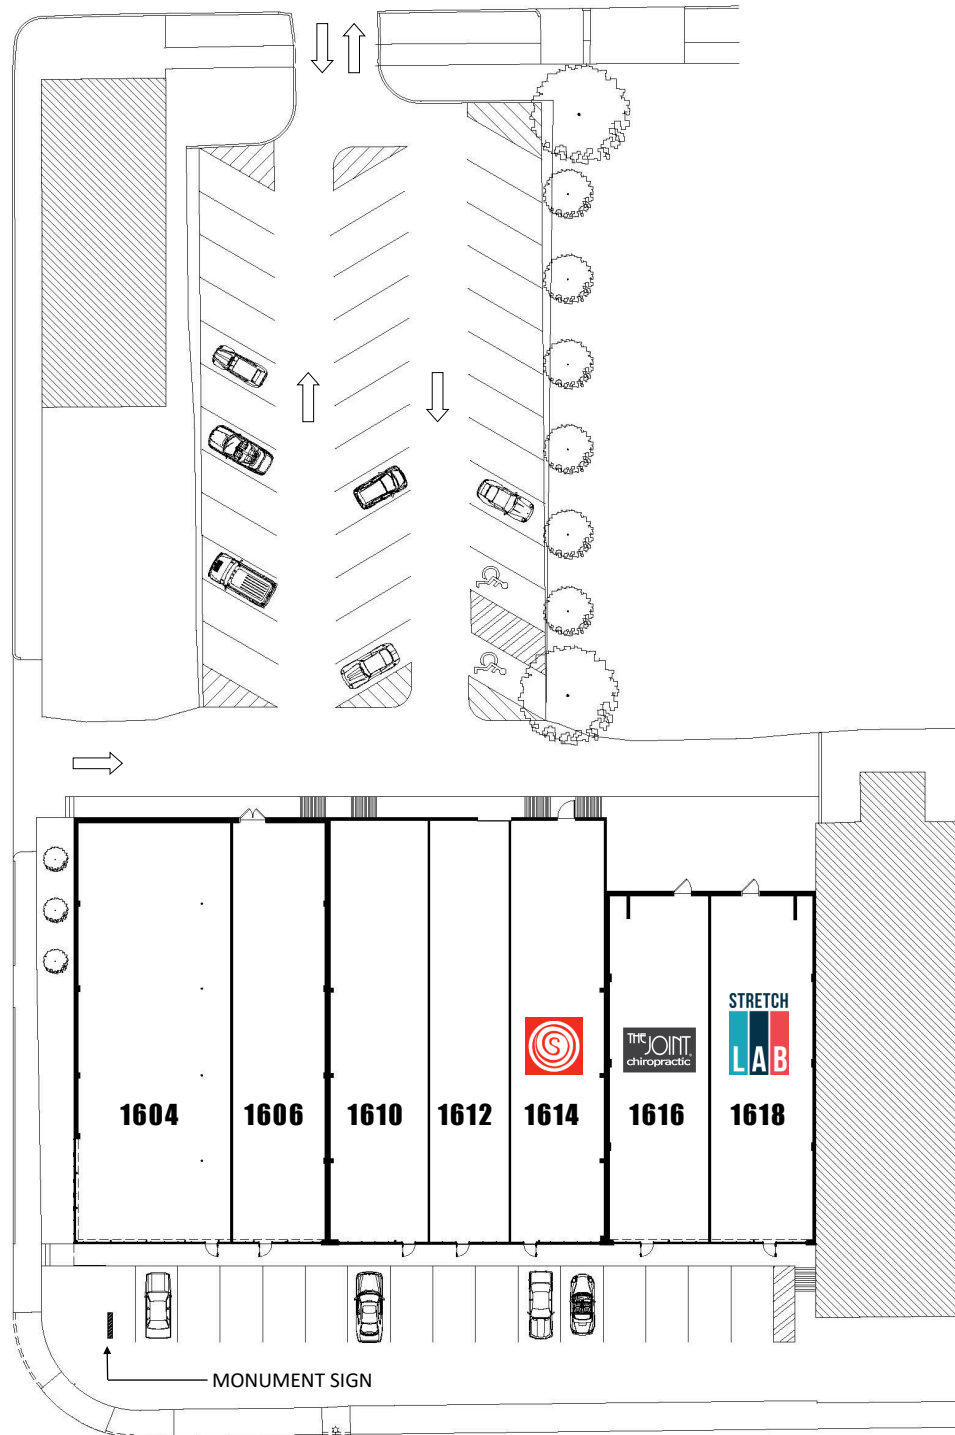 STRETCH
LAB
THE JOINT
chiropractic
S
1604
1606
1610
1612
1614
1616
1618
MONUMENT SIGN